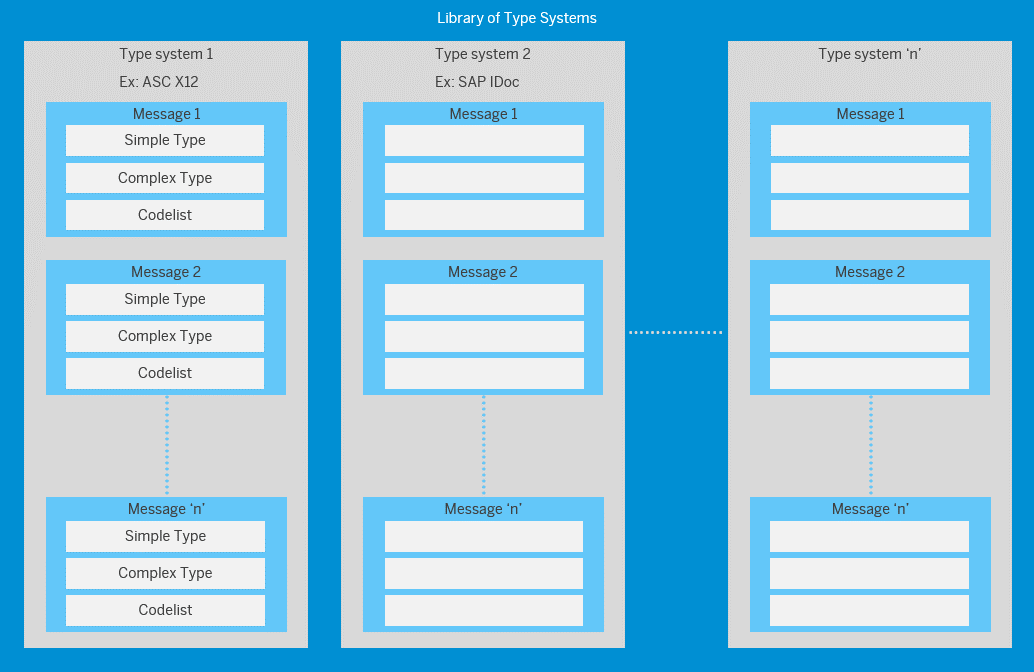 Library of Type Systems
Type system 1
Ex: ASC X12
Message 1
Simple Type
Complex Type
Codelist
Message 2
Simple Type
Complex Type
Codelist
Message ‘n’
Simple Type
Complex Type
Codelist
Type system 2
Ex: SAP IDoc
Message 1
Message 2
Message ‘n’
Type system ‘n’
Message 1
Message 2
Message ‘n’